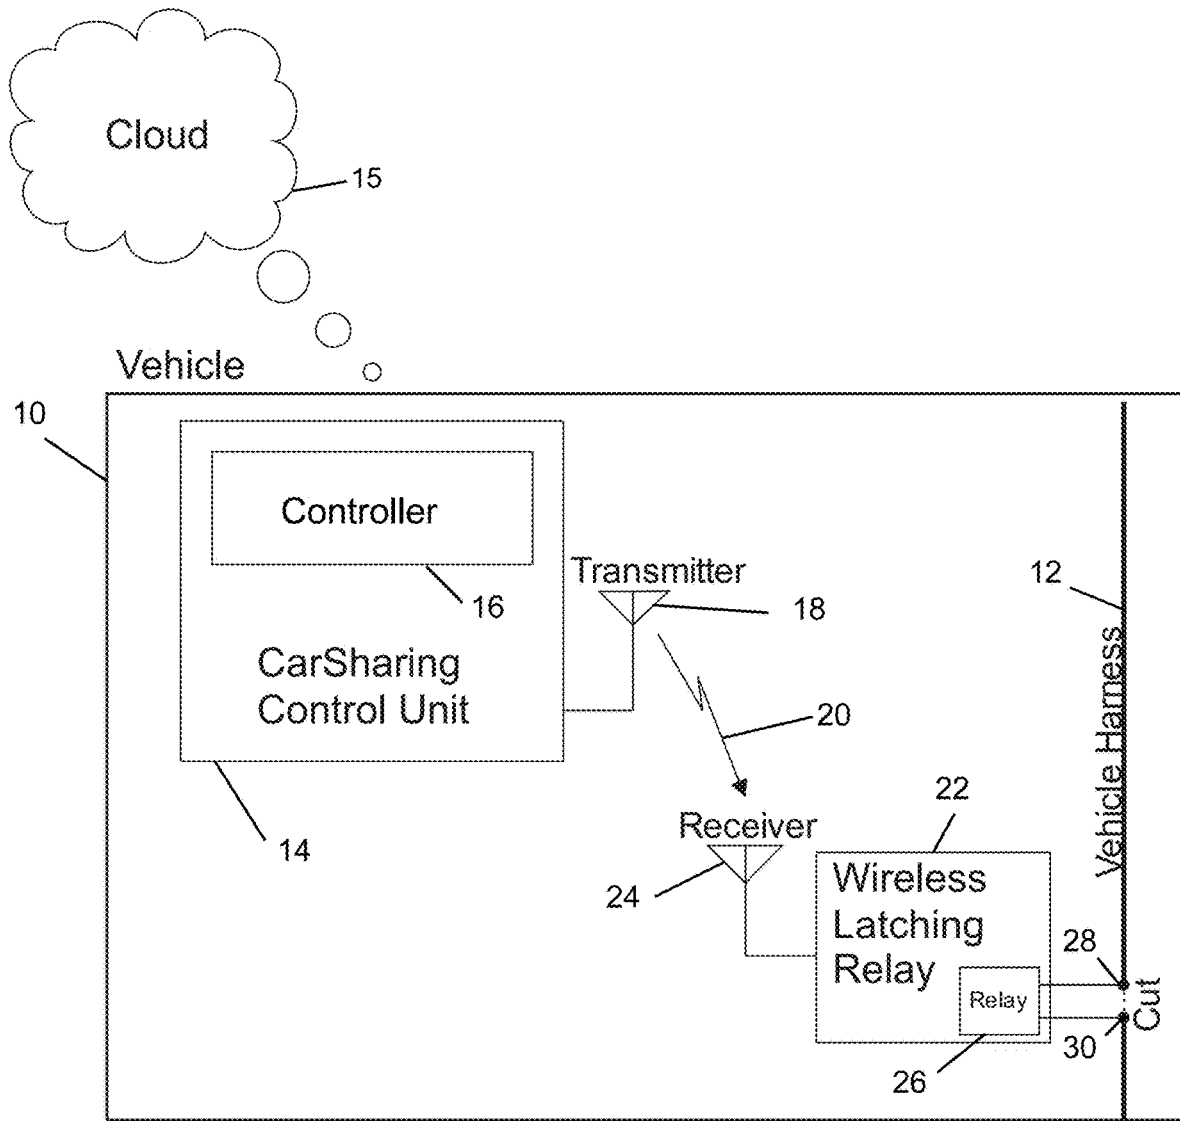 Cloud
15
Vehicle
10
Controller
16
Transmitter
18
12
CarSharing
Control Unit
20
Vehicle Harness
14
22
Receiver
24
Wireless
Latching
Relay
28
Relay
Cut
30
26